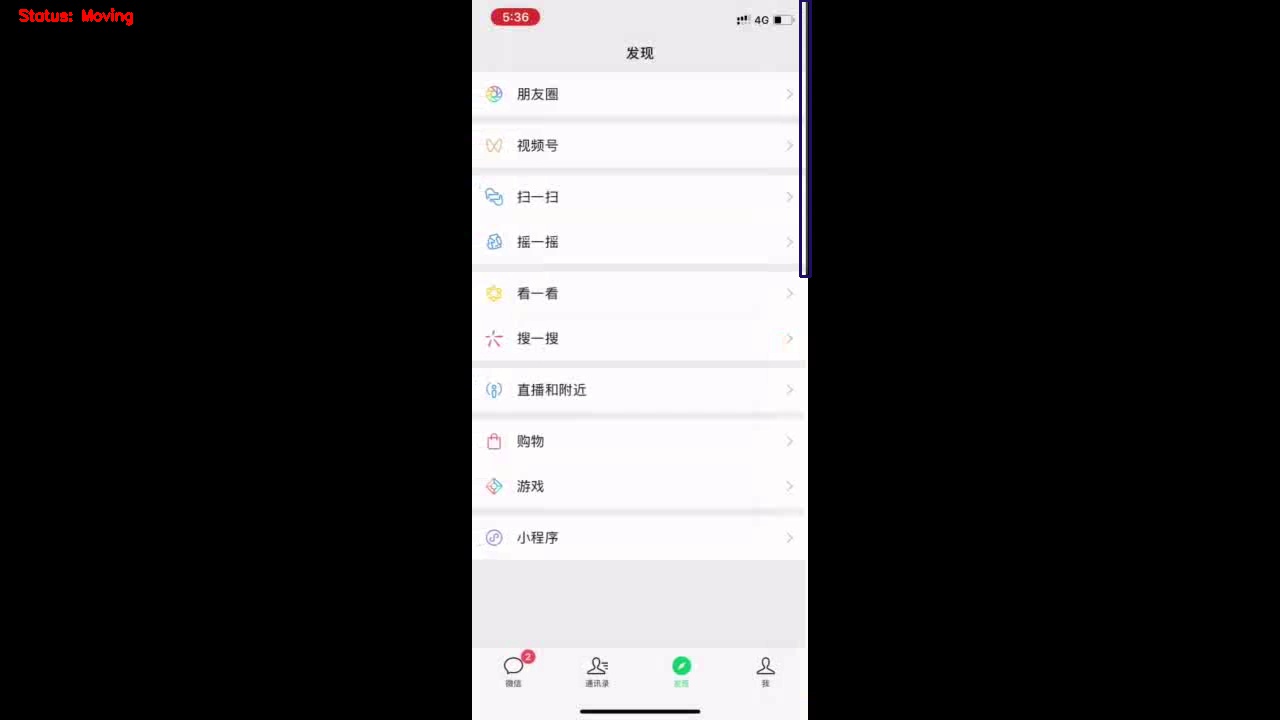 Status: Moving
5:36
4G
发现
朋友圈
视频号
扫一扫
摇一摇
看一看
搜一搜
直播和附近
购物
游戏
小程序
2
微信
通讯录
发现
我